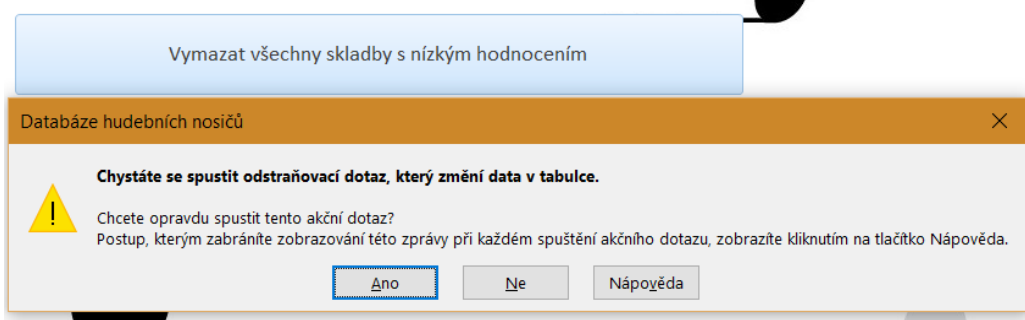 Vymazat všechny skladby s nízkým hodnocením
Databáze hudebních nosičů
Chystáte se spustit odstraňovací dotaz, který změní data v tabulce.
Chcete opravdu spustit tento akční dotaz?
Postup, kterým zabráníte zobrazování této zprávy při každém spuštění akčního dotazu, zobrazíte kliknutím na tlačítko Nápověda.
Ano Ne Nápověda